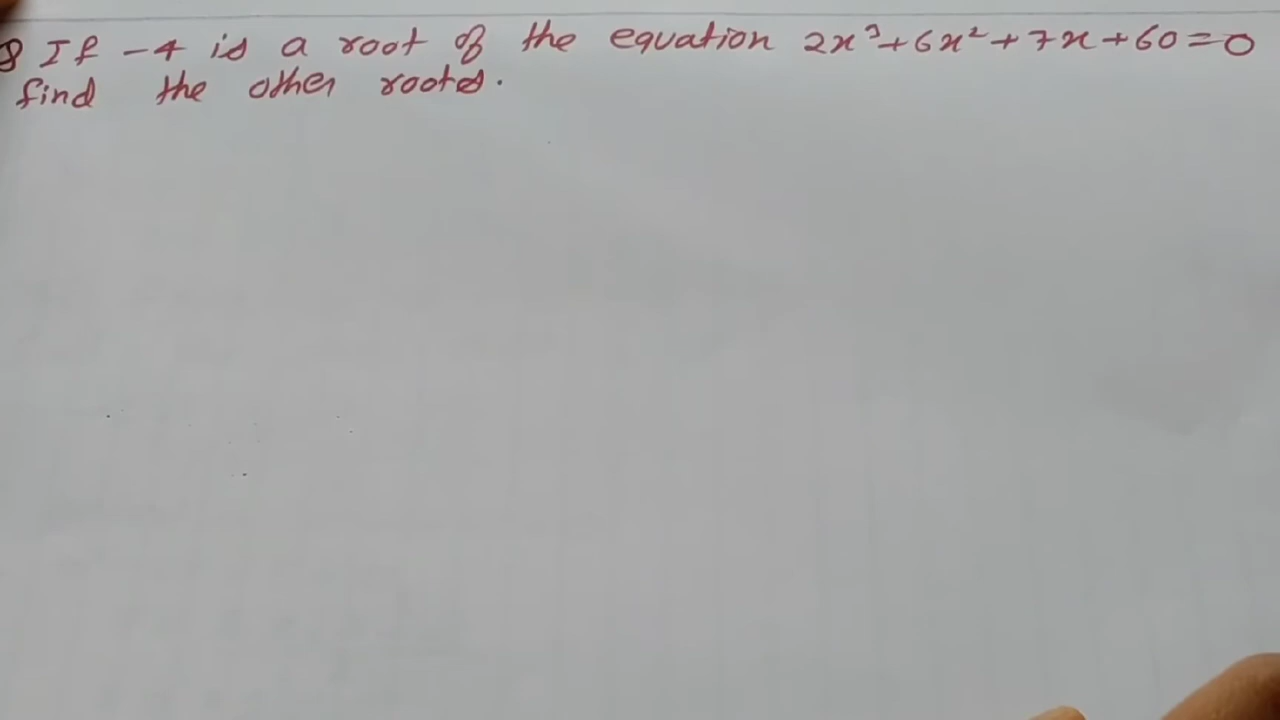 Q If -4 is a root of the equation 2x³+6x²+7x+60=0
find the other roots.